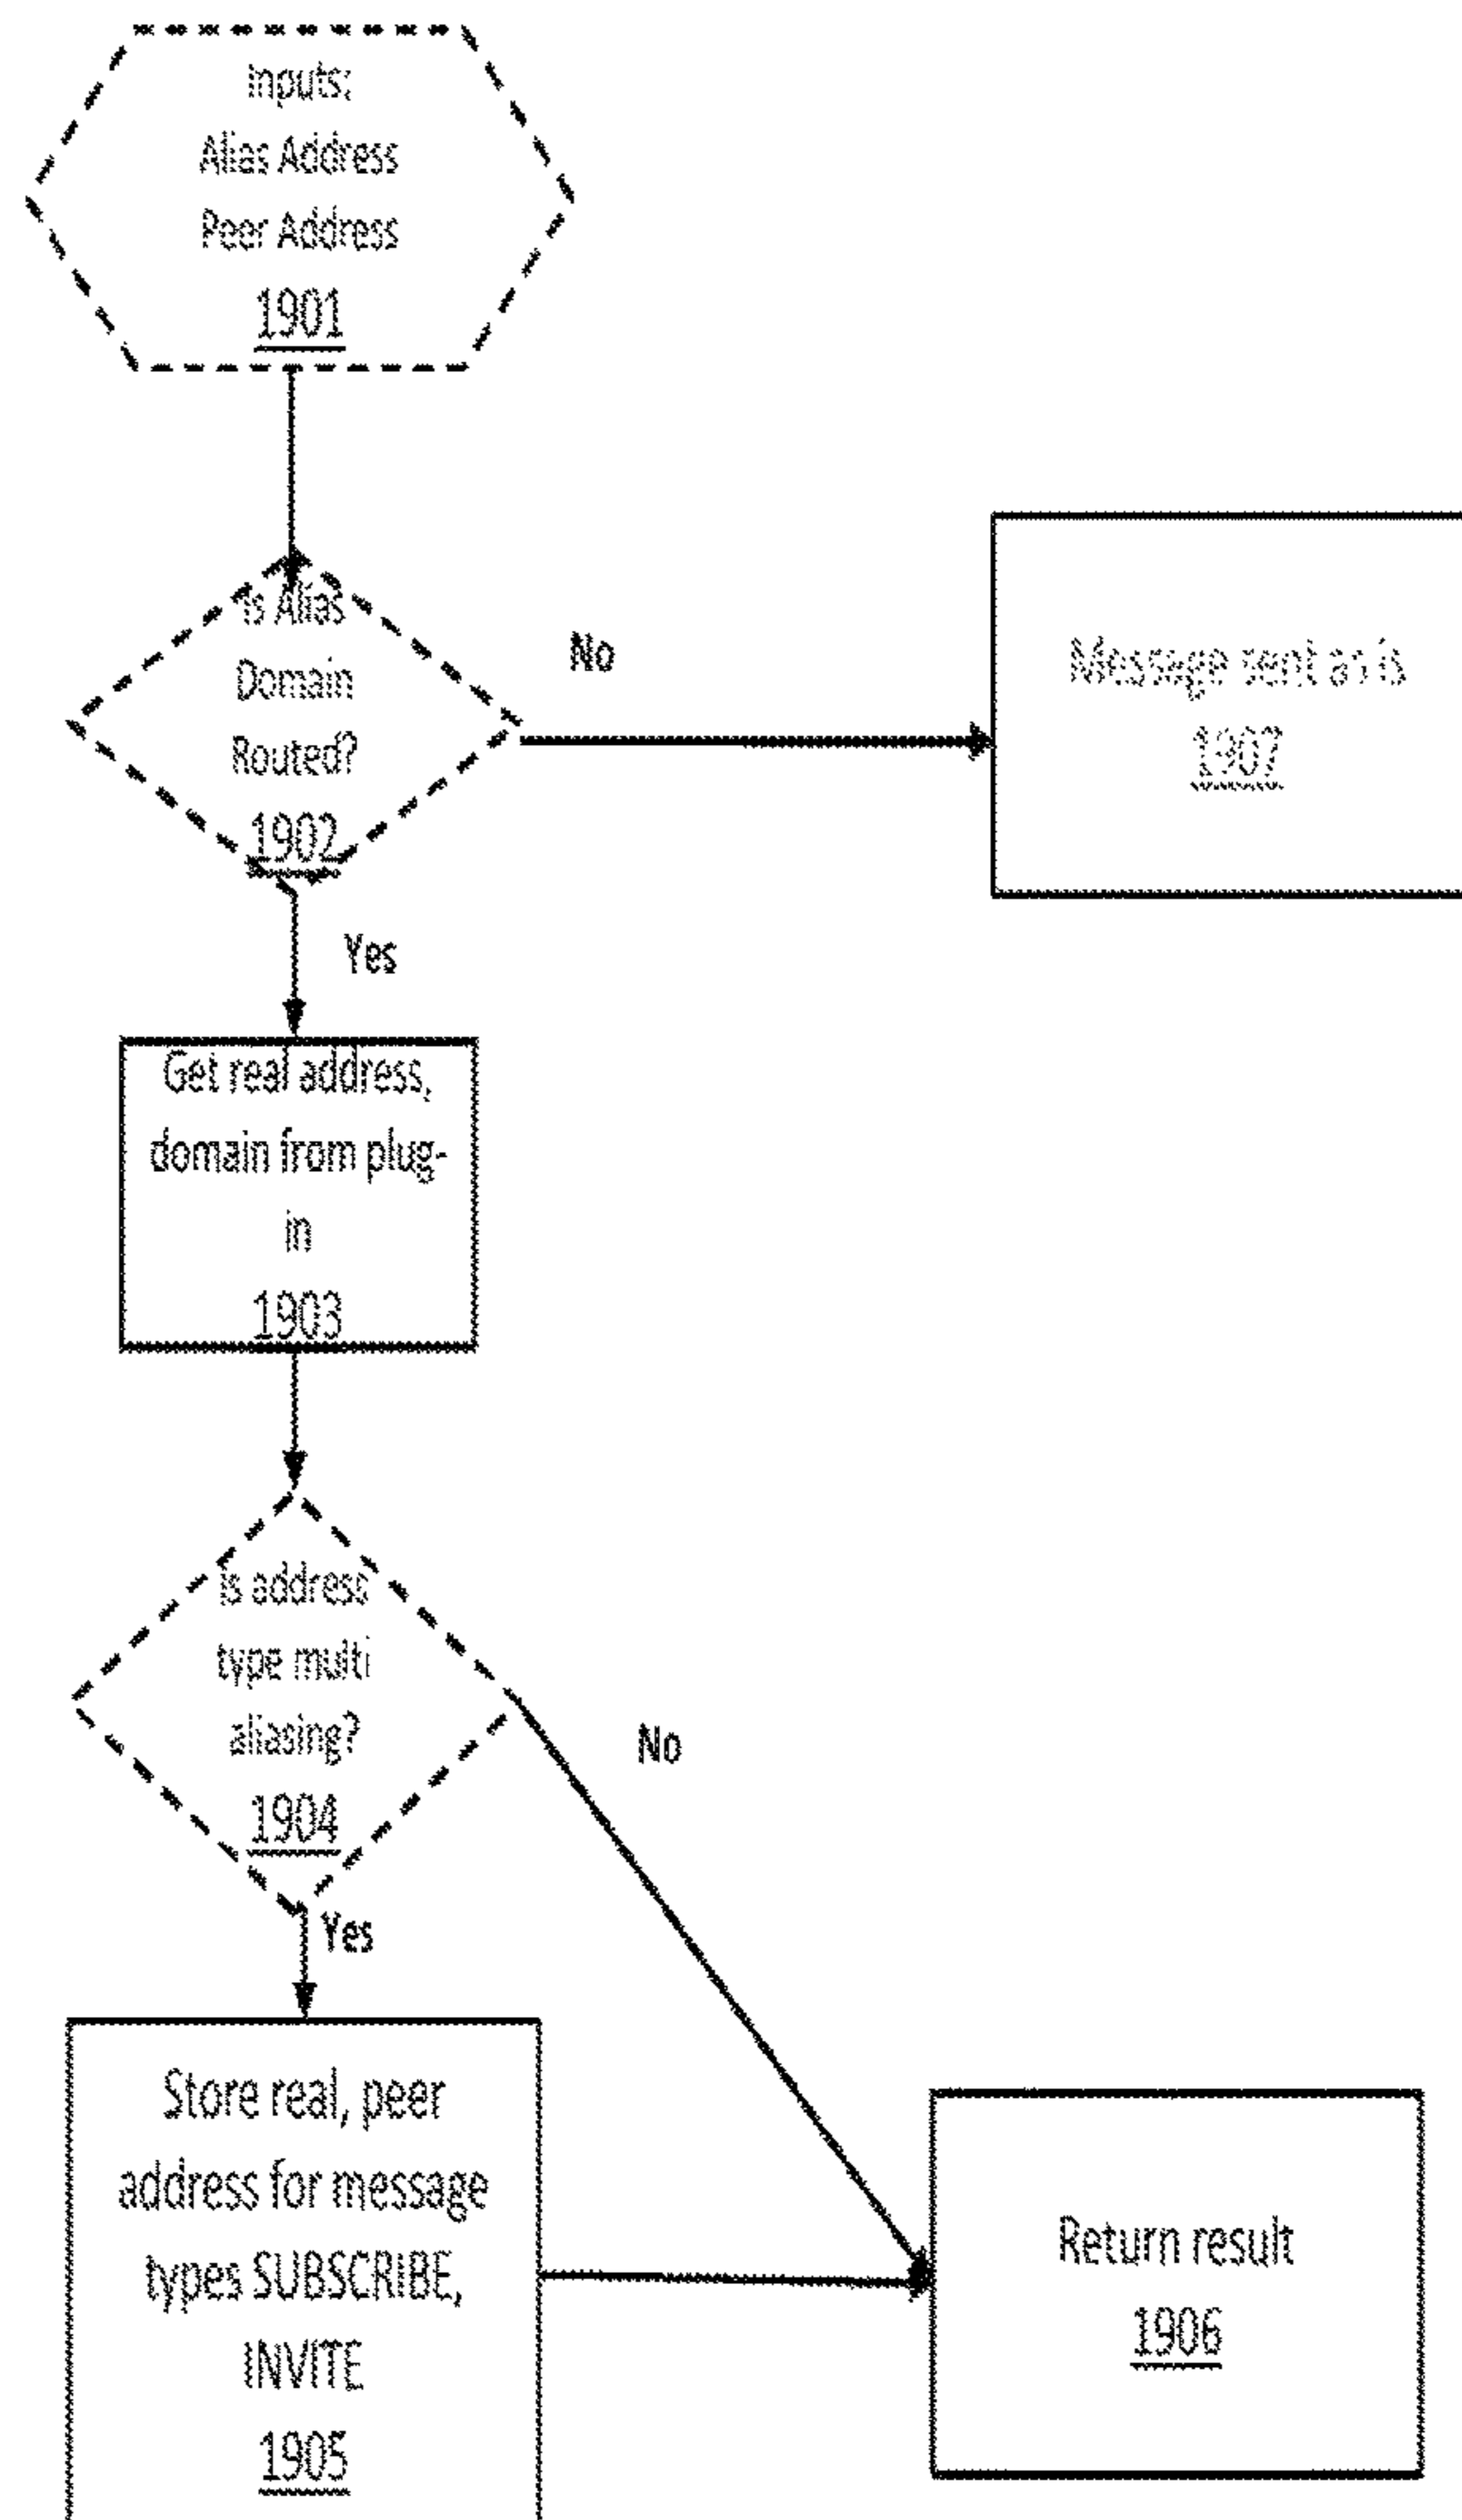 Inputs:
Alias Address
Peer Address
1901
Is Alias
Domain
Routed?
1902
No
Message sent as is
1907
Yes
Get real address,
domain from plug-
in
1903
Is address
type multi
aliasing?
1904
No
Yes
Store real, peer
address for message
types SUBSCRIBE,
INVITE
1905
Return result
1906